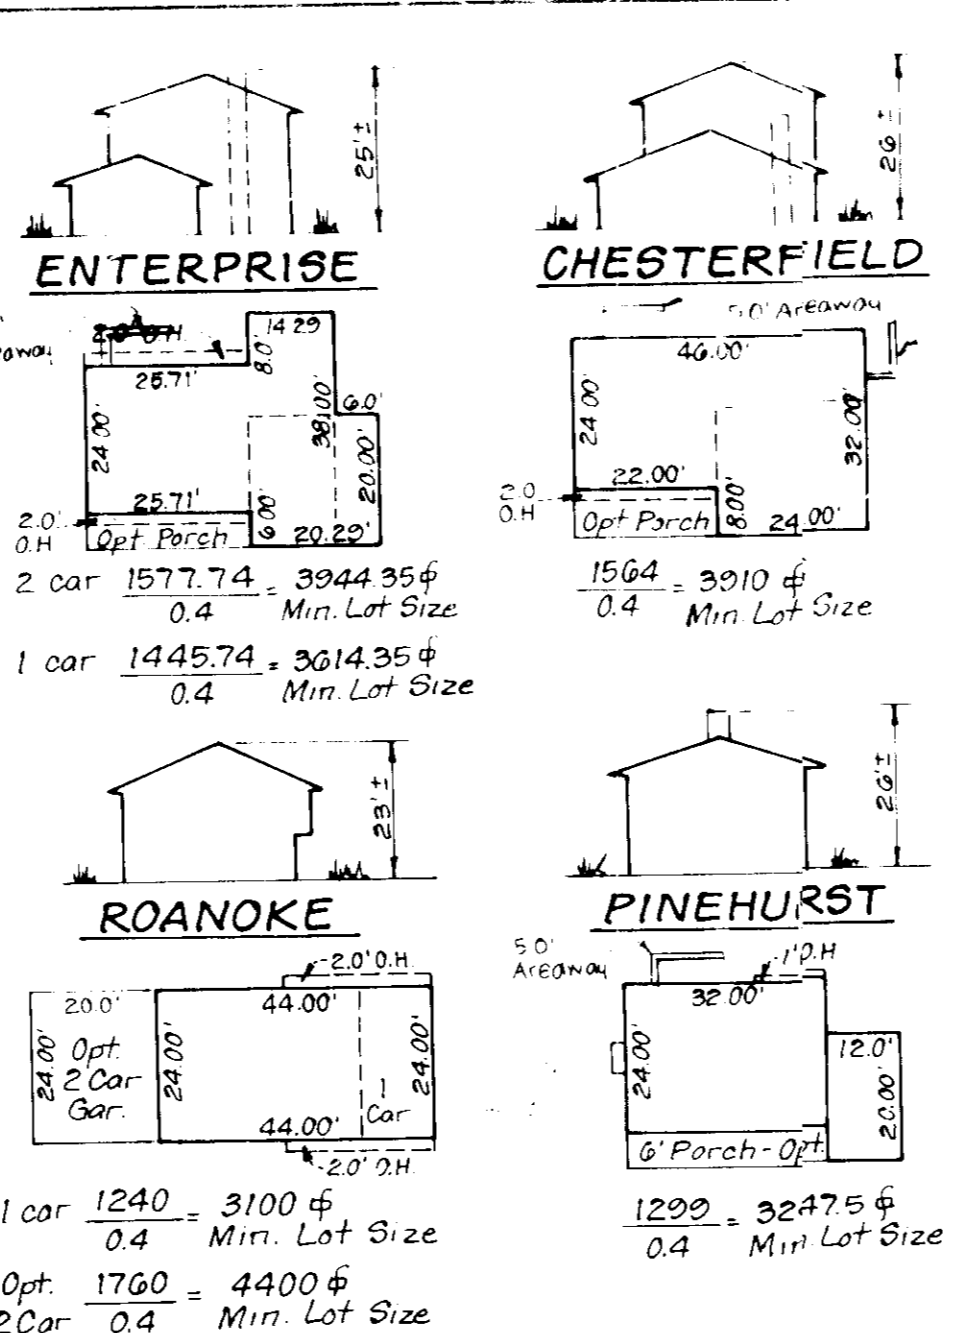 25'±
ENTERPRISE
14.29
8.0'
25.71'
24.00'
38.00'
6.0'
20.00'
25.71'
6.00'
20.29'
2.0'
O.H
Opt Porch
2 car 1577.74 / 0.4 = 3944.35 ₵
Min. Lot Size
1 car 1445.74 / 0.4 = 3614.35 ₵
Min. Lot Size
26'±
CHESTERFIELD
5.0' Areaway
46.00'
24.00'
32.00'
22.00'
8.00'
24.00'
2.0
O.H
Opt Porch
1564 / 0.4 = 3910 ₵
Min. Lot Size
23'±
ROANOKE
2.0' O.H.
20.0'
44.00'
24.00'
Opt.
2 Car
Gar.
24.00'
24.00'
1
Car
44.00'
2.0' O.H.
1 car 1240 / 0.4 = 3100 ₵
Min. Lot Size
Opt.
2 Car 1760 / 0.4 = 4400 ₵
Min. Lot Size
26'±
PINEHURST
5.0'
Areaway
1' O.H
32.00'
24.00'
12.0'
20.00'
6' Porch - Opt.
1299 / 0.4 = 3247.5 ₵
Min. Lot Size